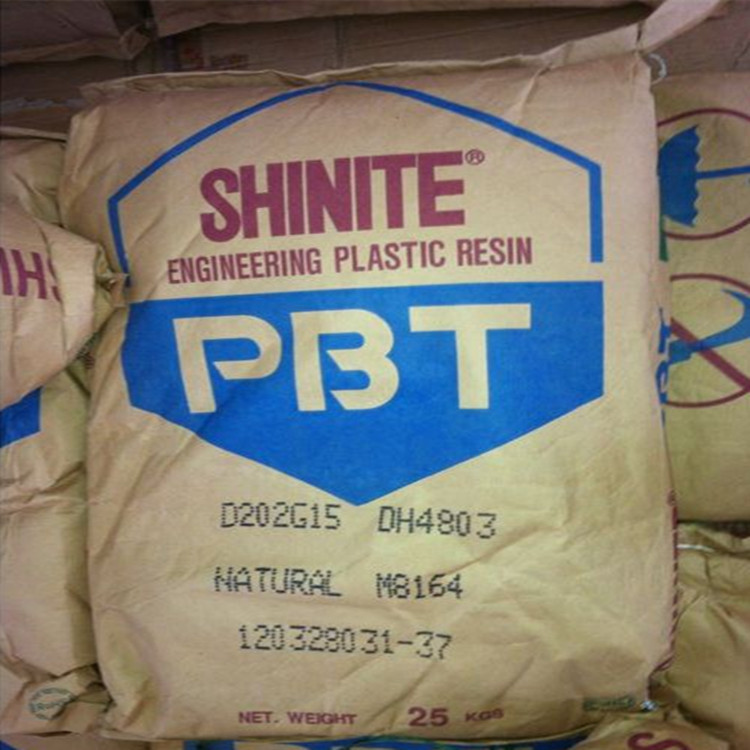 SHINITE®
ENGINEERING PLASTIC RESIN
PBT
D202G15 DH4803
NATURAL M8164
120328031-37
NET. WEIGHT 25 KGS